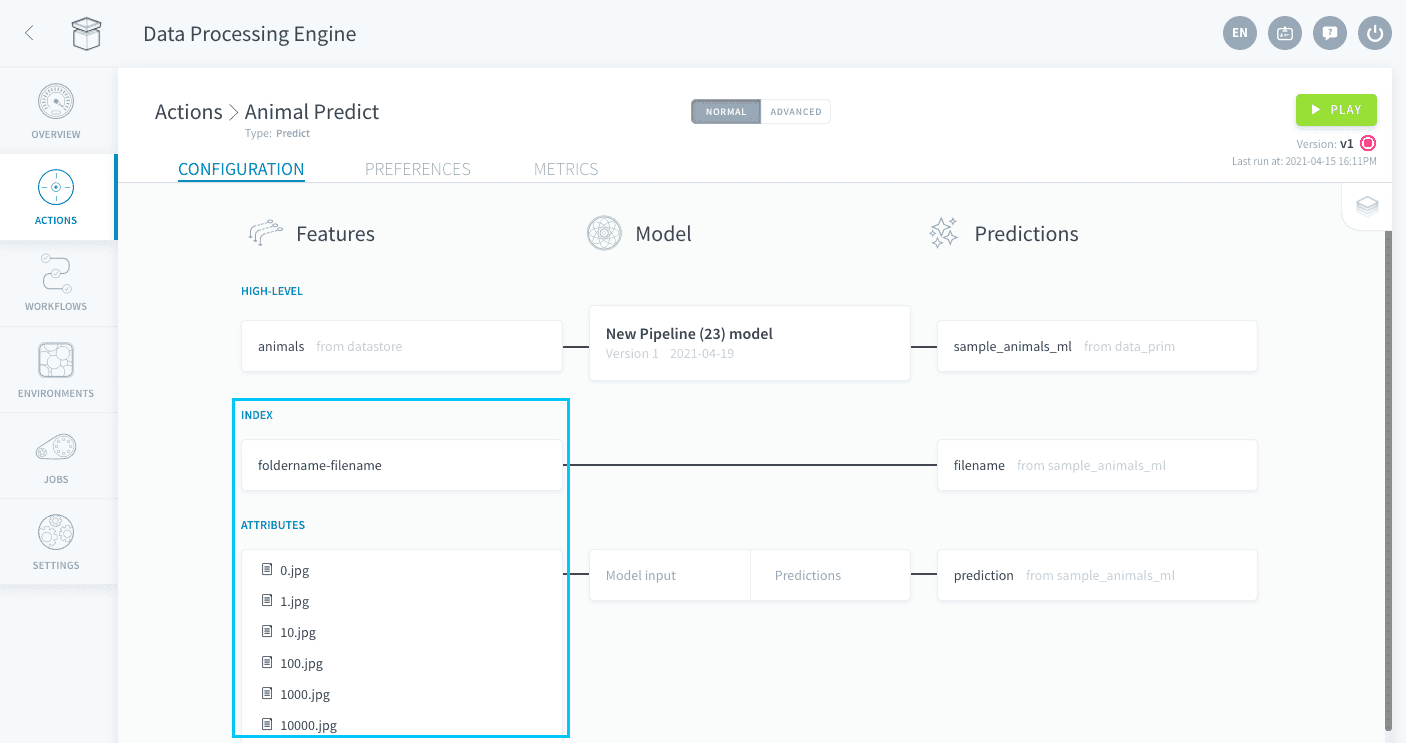 Data Processing Engine
EN
OVERVIEW
ACTIONS
WORKFLOWS
ENVIRONMENTS
JOBS
SETTINGS
Actions > Animal Predict
Type: Predict
NORMAL ADVANCED
PLAY
Version: v1
Last run at: 2021-04-15 16:11PM
CONFIGURATION PREFERENCES METRICS
Features Model Predictions
HIGH-LEVEL
animals from datastore
New Pipeline (23) model
Version 1 2021-04-19
sample_animals_ml from data_prim
INDEX
foldername-filename
filename from sample_animals_ml
ATTRIBUTES
0.jpg
1.jpg
10.jpg
100.jpg
1000.jpg
10000.jpg
Model input Predictions
prediction from sample_animals_ml